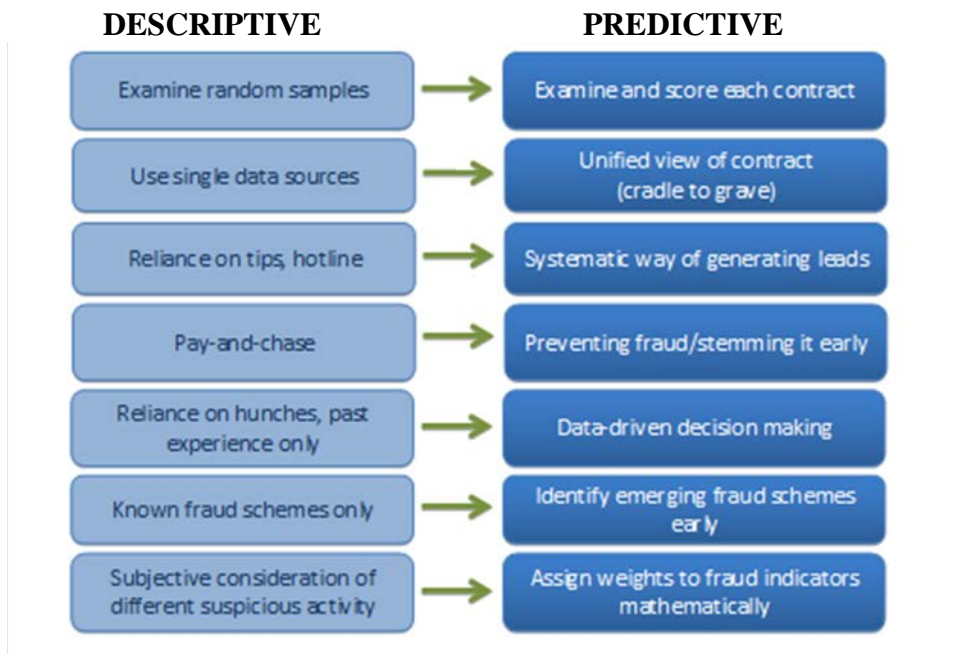 DESCRIPTIVE PREDICTIVE
Examine random samples
Examine and score each contract
Use single data sources
Unified view of contract
(cradle to grave)
Reliance on tips, hotline
Systematic way of generating leads
Pay-and-chase
Preventing fraud/stemming it early
Reliance on hunches, past
experience only
Data-driven decision making
Known fraud schemes only
Identify emerging fraud schemes
early
Subjective consideration of
different suspicious activity
Assign weights to fraud indicators
mathematically